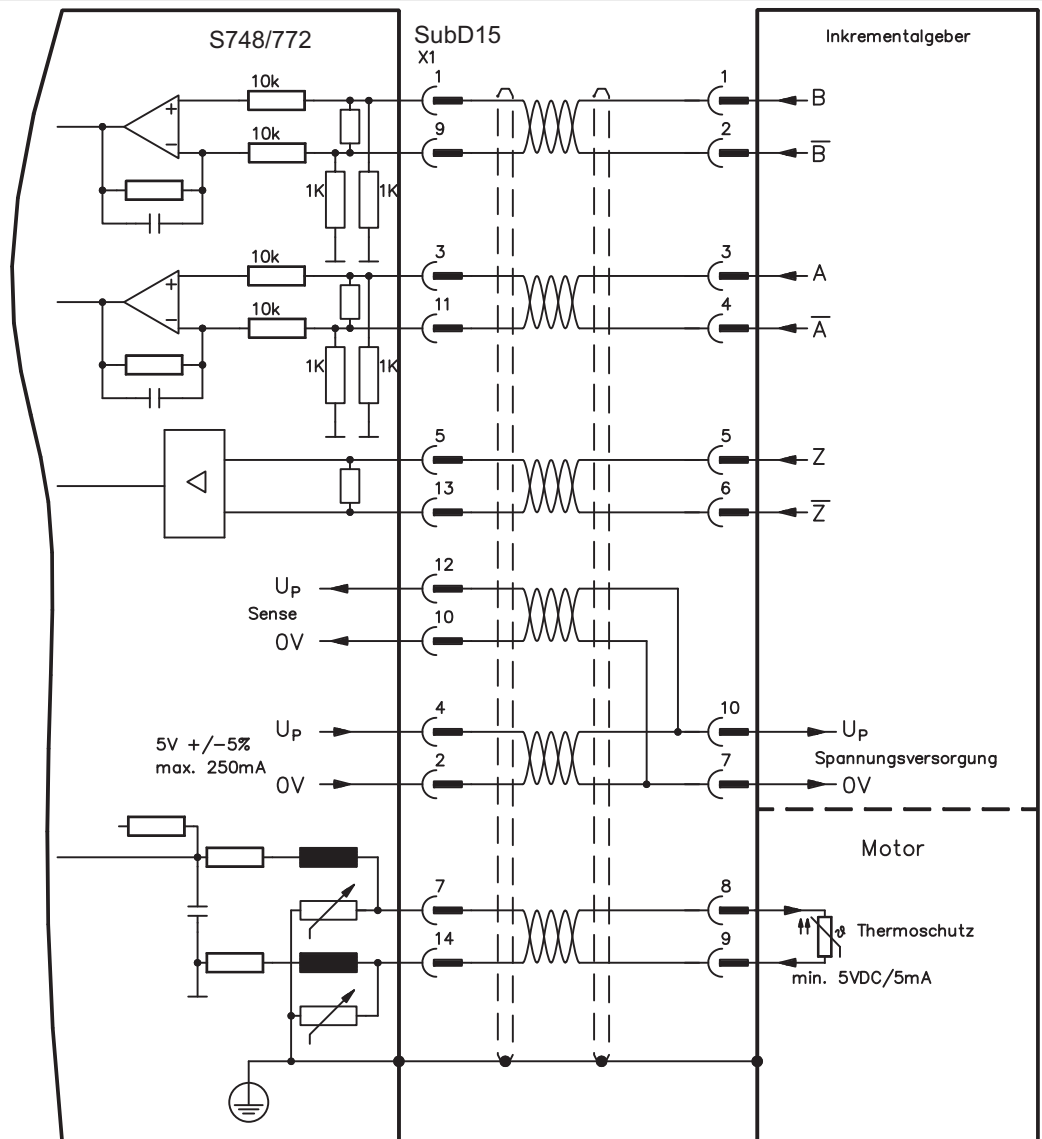 S748/772
SubD15
X1
Inkrementalgeber
10k
1
1
B
10k
9
2
B̅
1K
1K
10k
3
3
A
10k
11
4
A̅
1K
1K
5
5
Z
13
6
Z̅
12
UP
Sense
10
0V
4
10
UP
UP
5V +/-5%
max. 250mA
Spannungsversorgung
2
7
0V
0V
Motor
7
8
ϑ Thermoschutz
14
9
min. 5VDC/5mA